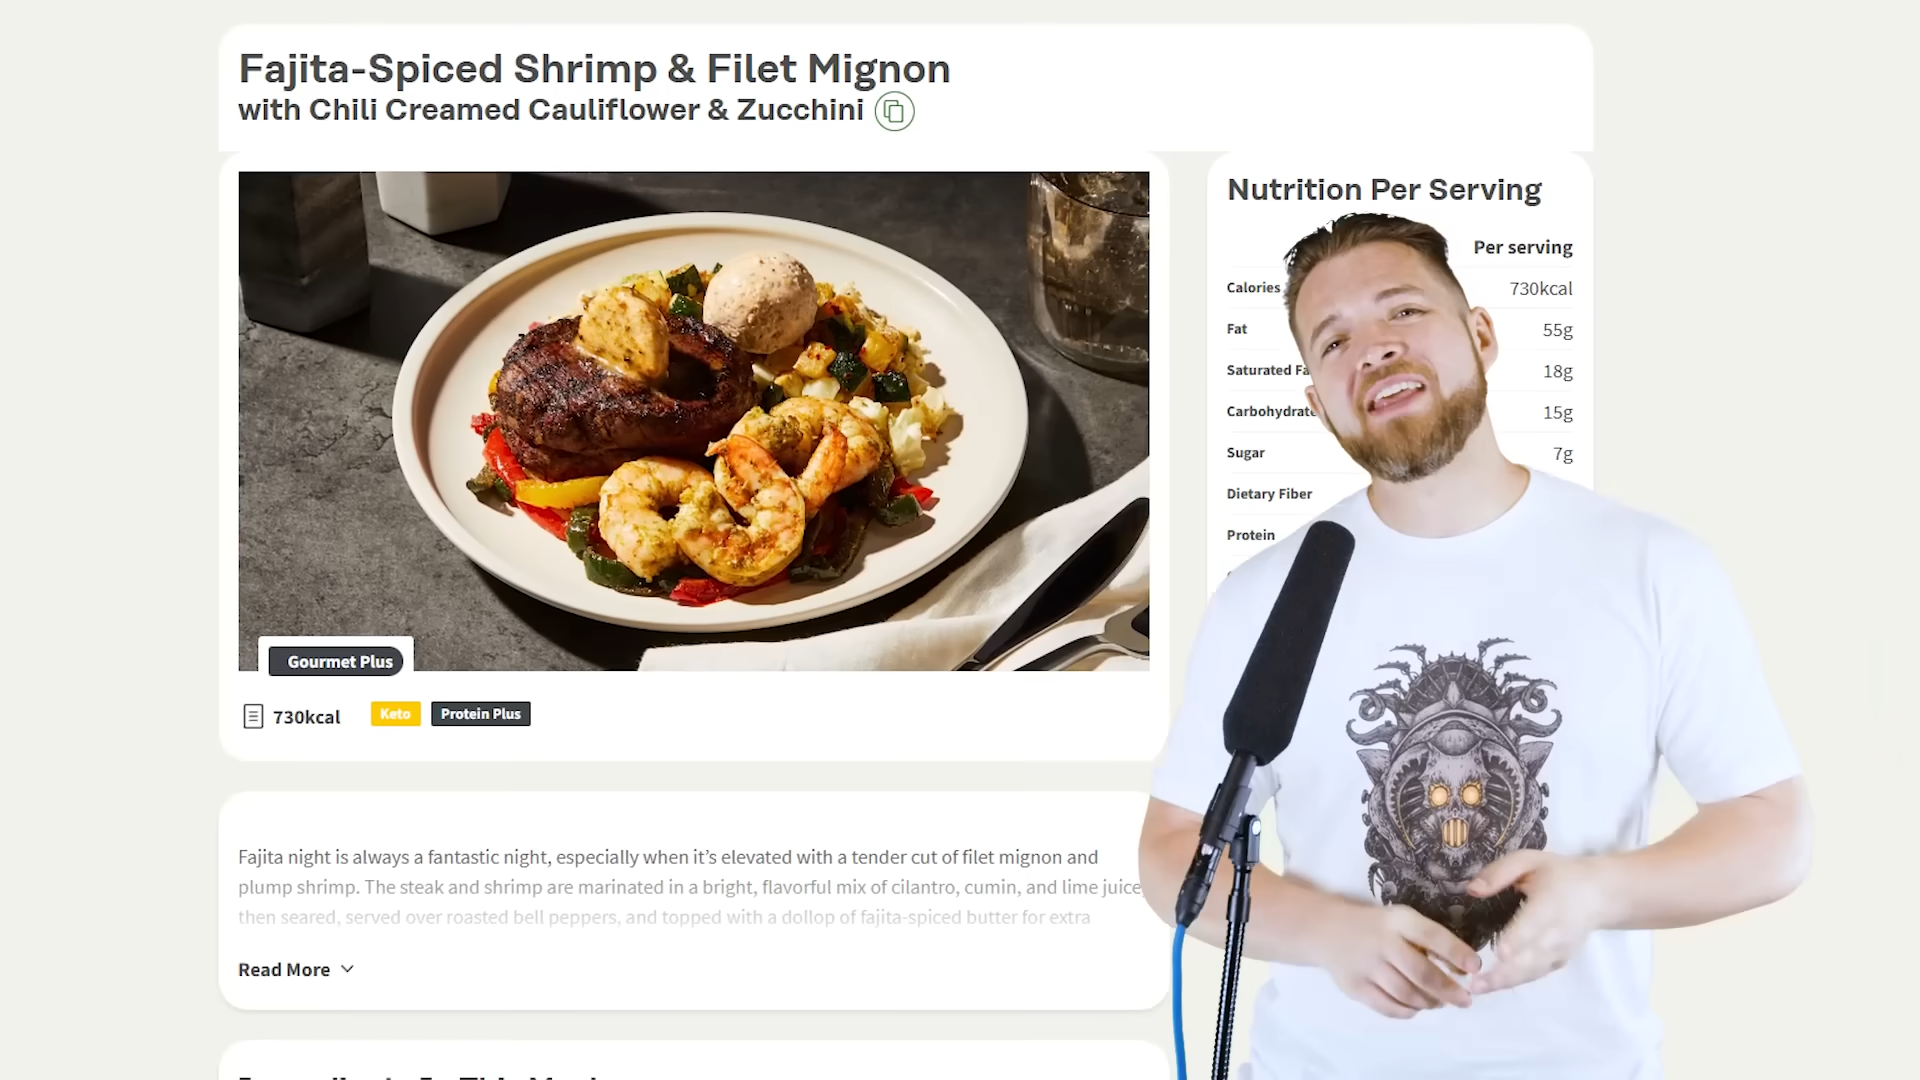 Fajita-Spiced Shrimp & Filet Mignon
with Chili Creamed Cauliflower & Zucchini
Gourmet Plus
730kcal
Keto
Protein Plus
Fajita night is always a fantastic night, especially when it’s elevated with a tender cut of filet mignon and
plump shrimp. The steak and shrimp are marinated in a bright, flavorful mix of cilantro, cumin, and lime juice,
then seared, served over roasted bell peppers, and topped with a dollop of fajita-spiced butter for extra
Read More
Nutrition Per Serving
Per serving
Calories 730kcal
Fat 55g
Saturated 18g
15g
Sugar 7g
Dietary Fiber
Protein